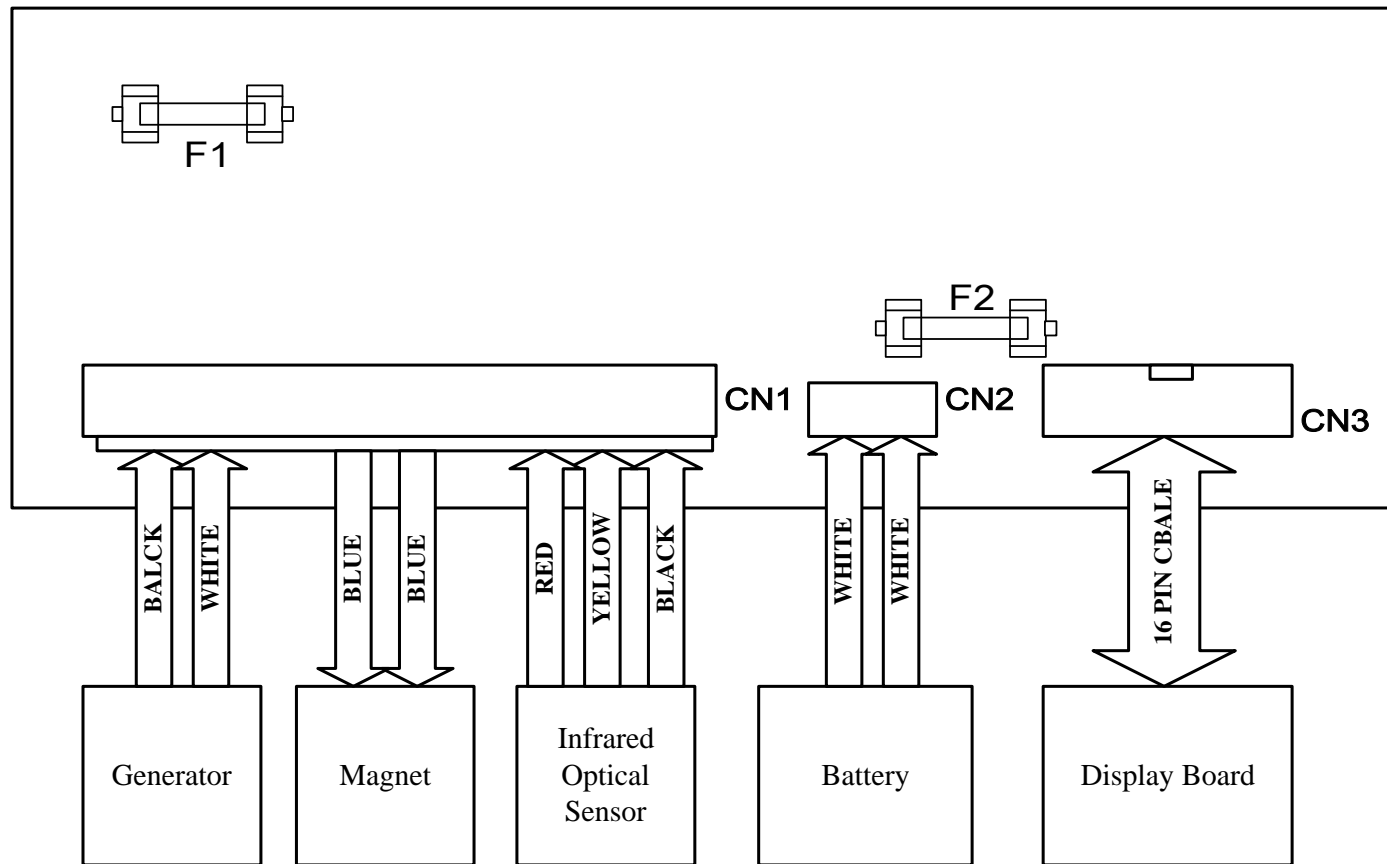 F1
F2
CN1
CN2
CN3
BALCK
WHITE
BLUE
BLUE
RED
YELLOW
BLACK
WHITE
WHITE
16 PIN CBALE
Generator
Magnet
Infrared
Optical
Sensor
Battery
Display Board